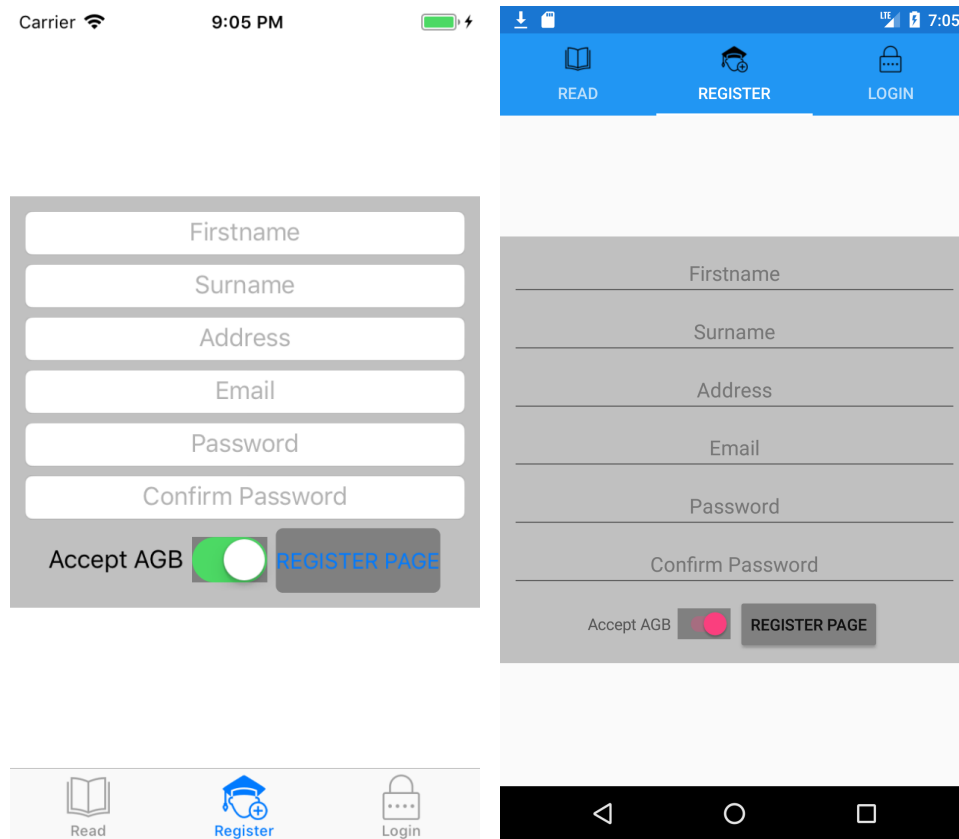 Carrier 9:05 PM
Firstname
Surname
Address
Email
Password
Confirm Password
Accept AGB REGISTER PAGE
Read Register Login
LTE 7:05
READ REGISTER LOGIN
Firstname
Surname
Address
Email
Password
Confirm Password
Accept AGB REGISTER PAGE